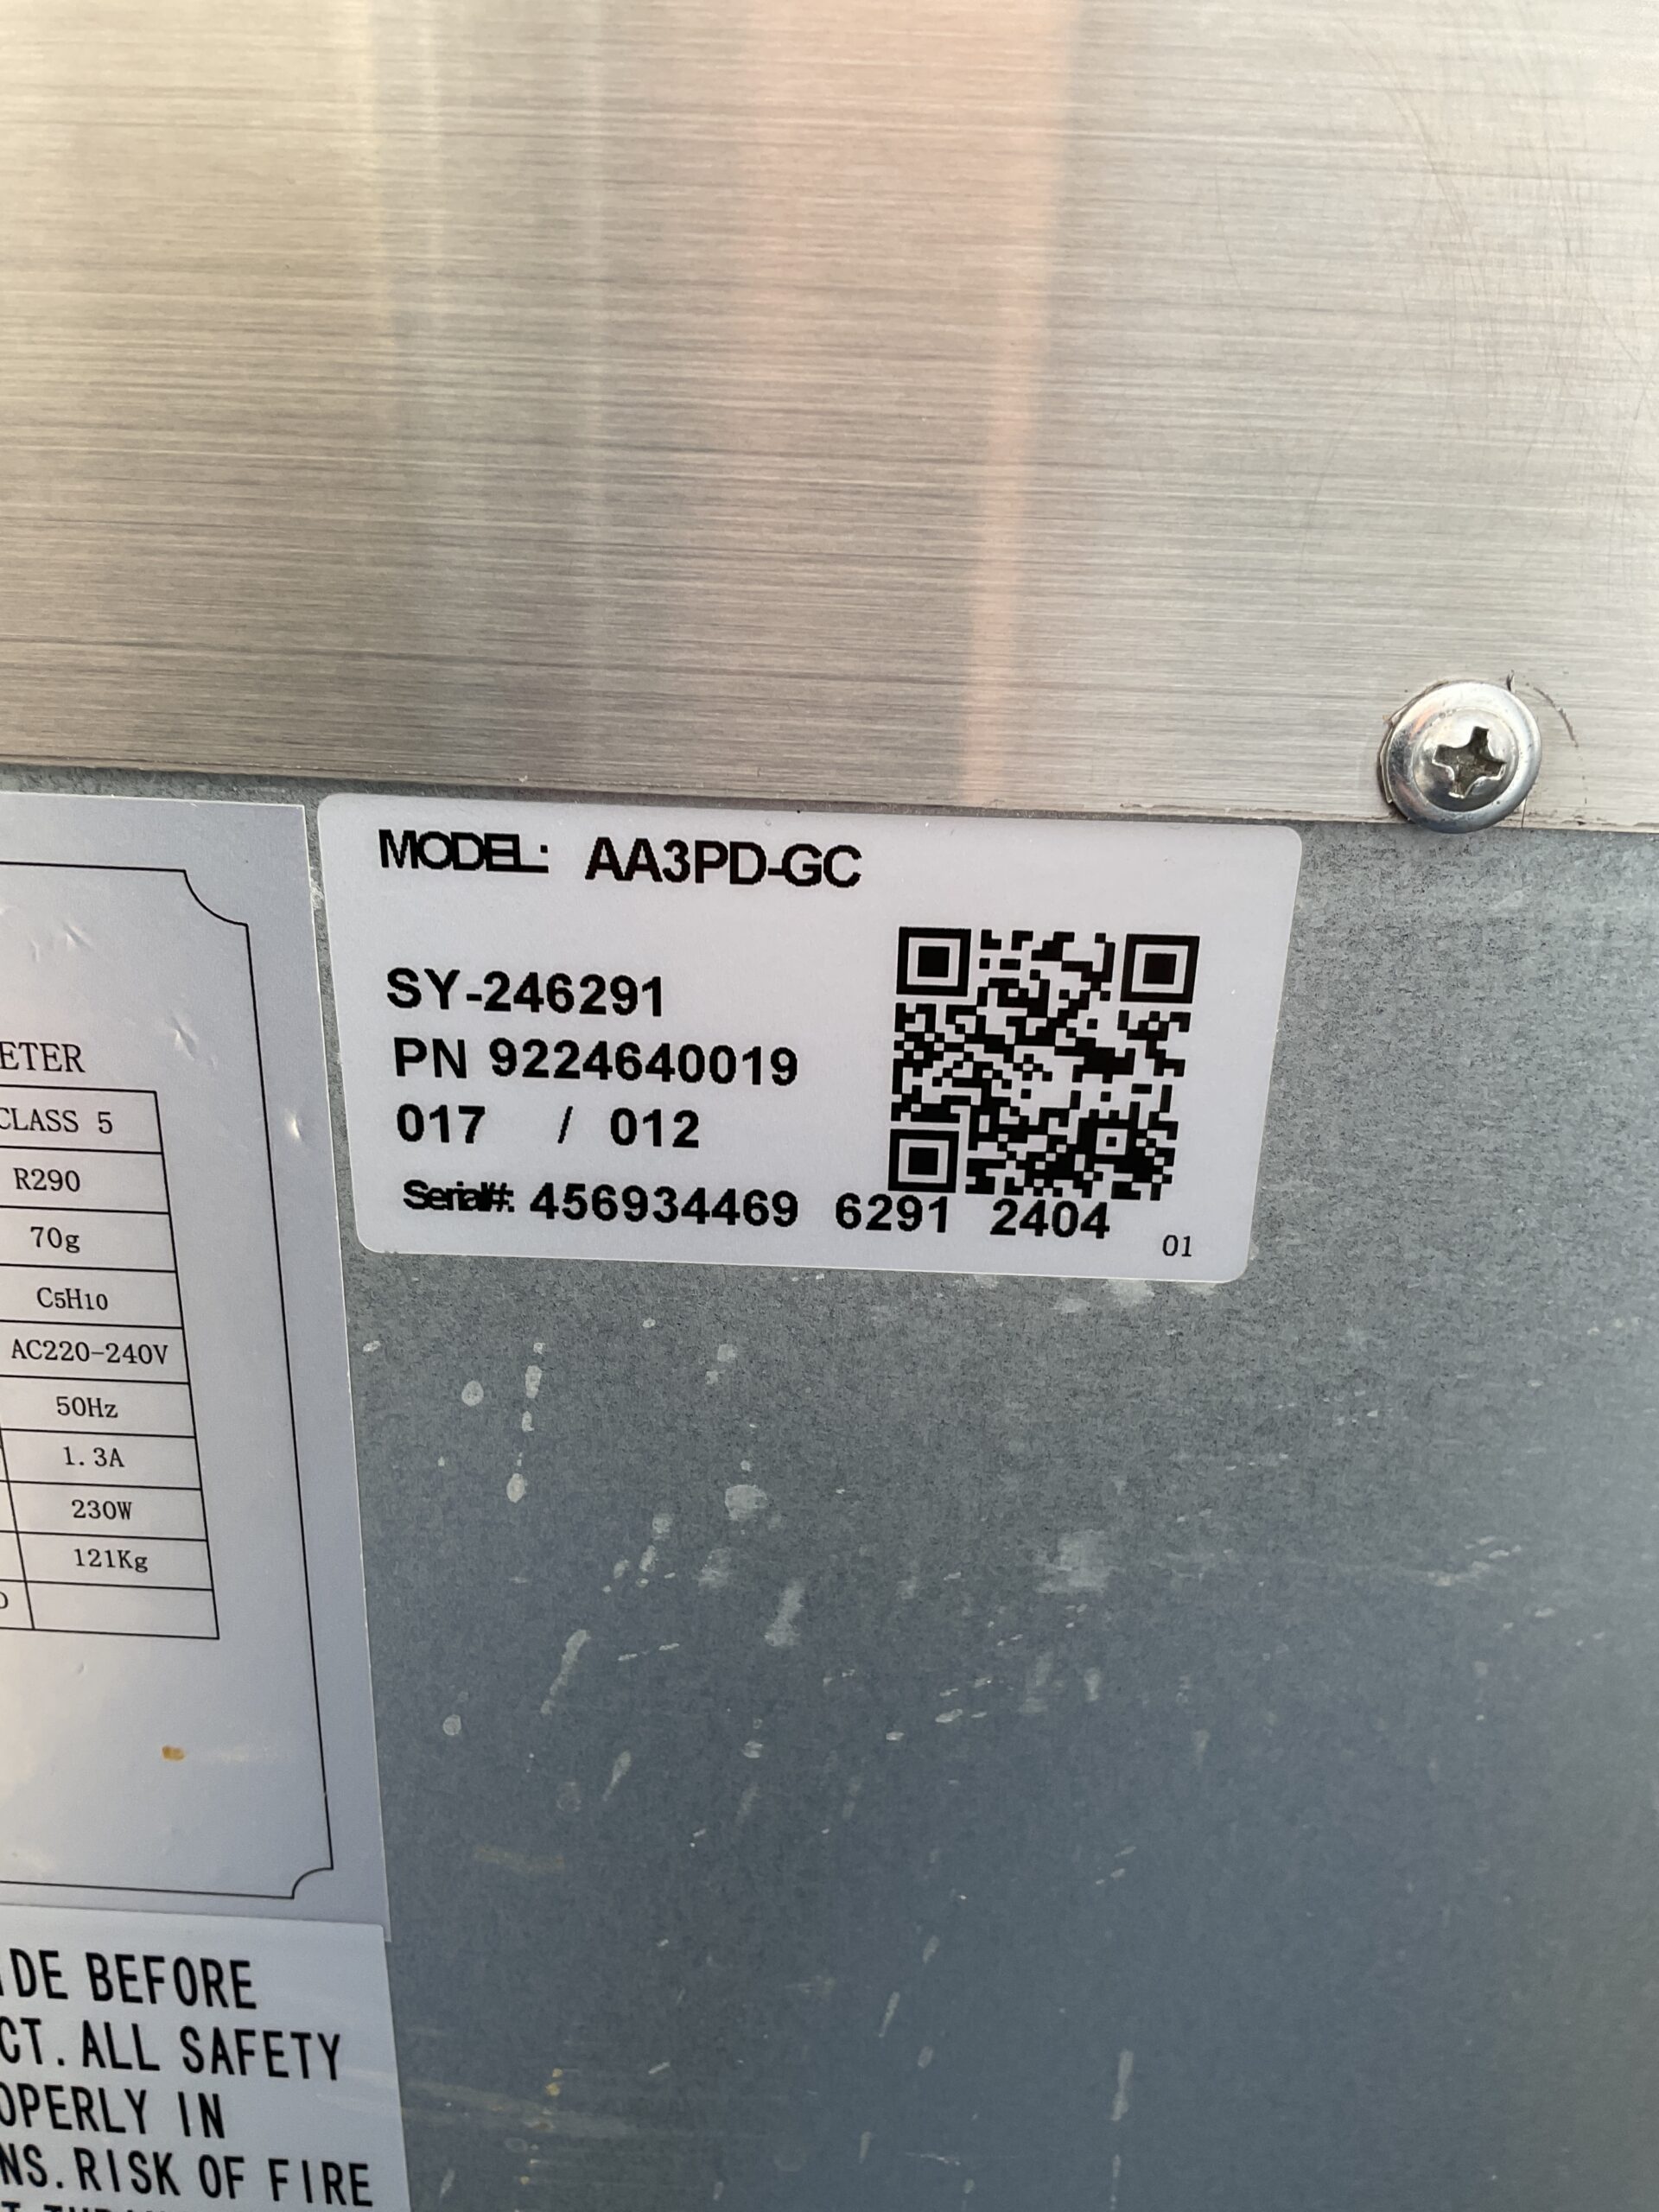 MODEL: AA3PD-GC
SY-246291
PN 9224640019
017 / 012
Serial#: 456934469 6291 2404
01
ETER
CLASS 5
R290
70g
C5H10
AC220-240V
50Hz
1.3A
230W
121Kg
IDE BEFORE
CT. ALL SAFETY
OPERLY IN
NS. RISK OF FIRE